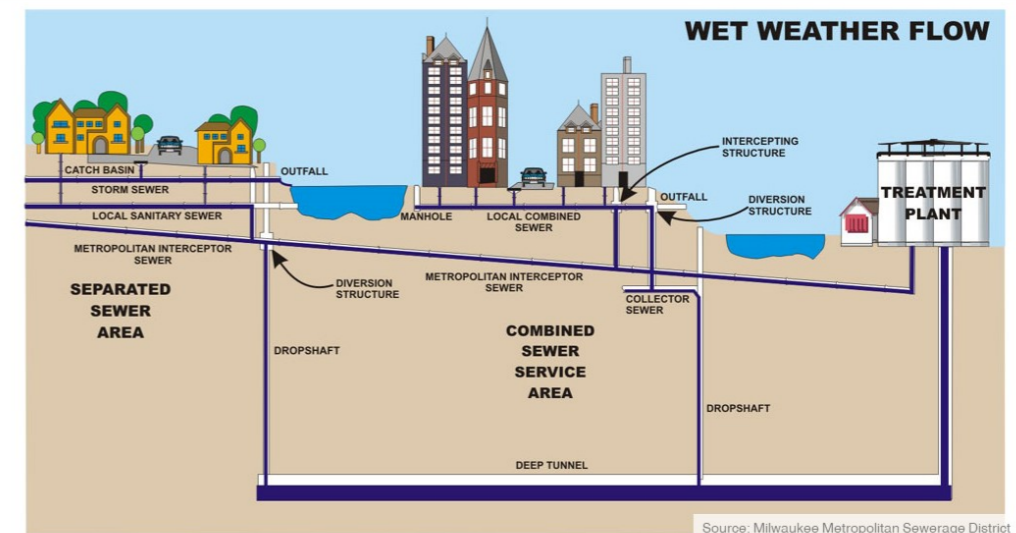 WET WEATHER FLOW
INTERCEPTING
STRUCTURE
CATCH BASIN
OUTFALL
STORM SEWER
TREATMENT
PLANT
OUTFALL
DIVERSION
STRUCTURE
LOCAL SANITARY SEWER
MANHOLE
LOCAL COMBINED
SEWER
METROPOLITAN INTERCEPTOR
SEWER
DIVERSION
STRUCTURE
METROPOLITAN INTERCEPTOR
SEWER
SEPARATED
SEWER
AREA
COLLECTOR
SEWER
COMBINED
SEWER
SERVICE
AREA
DROPSHAFT
DROPSHAFT
DEEP TUNNEL
Source: Milwaukee Metropolitan Sewerage District